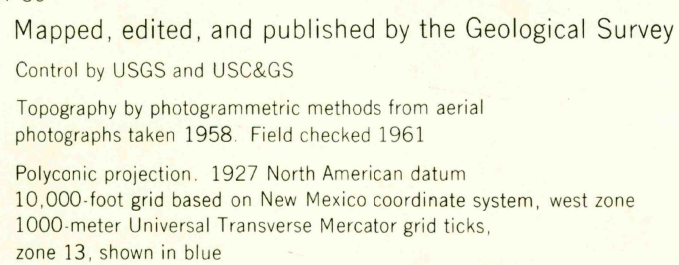 Mapped, edited, and published by the Geological Survey
Control by USGS and USC&GS
Topography by photogrammetric methods from aerial
photographs taken 1958. Field checked 1961
Polyconic projection. 1927 North American datum
10,000-foot grid based on New Mexico coordinate system, west zone
1000-meter Universal Transverse Mercator grid ticks,
zone 13, shown in blue